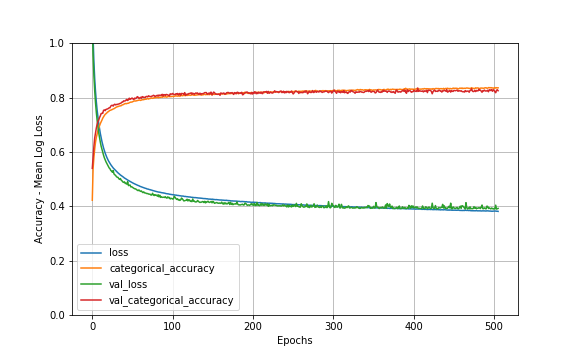 1.0
0.8
0.6
0.4
0.2
0.0
Accuracy - Mean Log Loss
loss
categorical_accuracy
val_loss
val_categorical_accuracy
0 100 200 300 400 500
Epochs